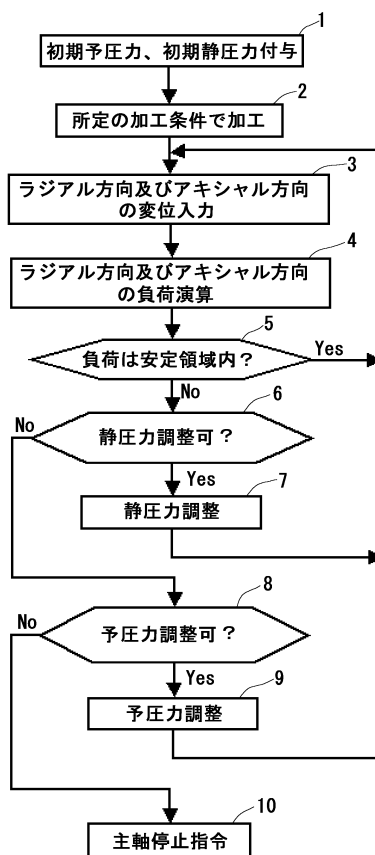 1
初期予圧力、初期静圧力付与
2
所定の加工条件で加工
3
ラジアル方向及びアキシャル方向
の変位入力
4
ラジアル方向及びアキシャル方向
の負荷演算
5
負荷は安定領域内?
Yes
No
6
静圧力調整可?
No
Yes
7
静圧力調整
8
予圧力調整可?
No
Yes
9
予圧力調整
10
主軸停止指令